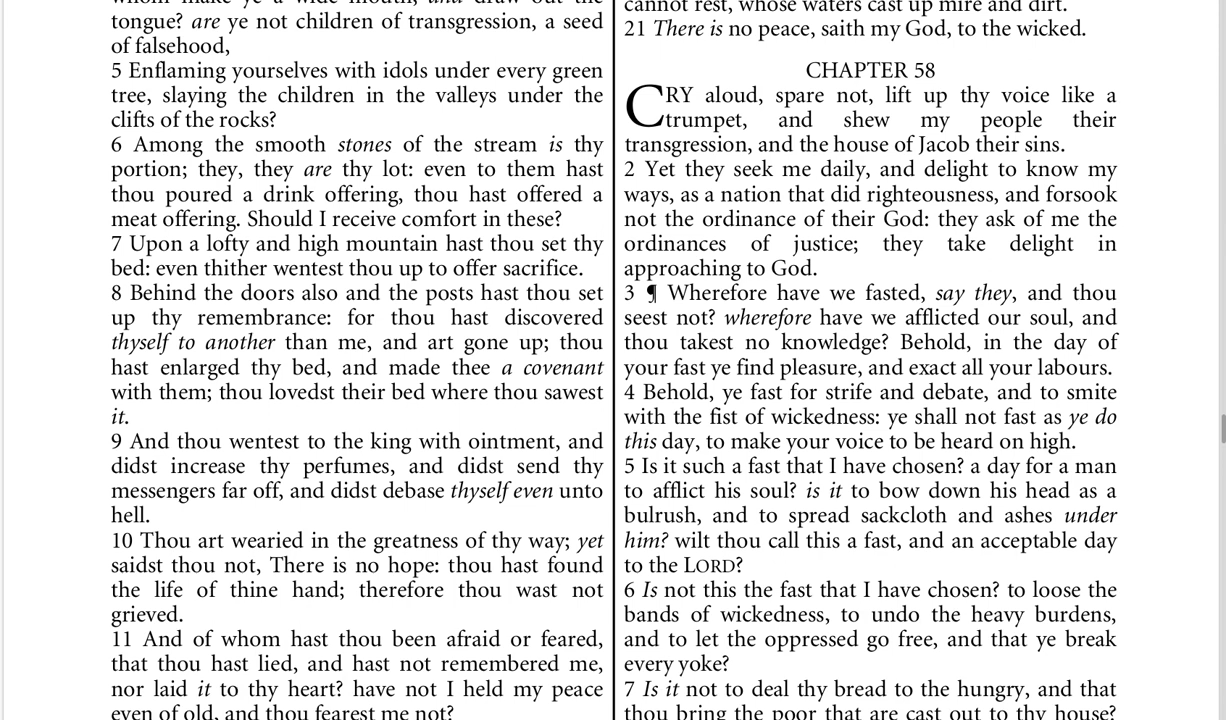 whom make ye a wide mouth, and draw out the
tongue? are ye not children of transgression, a seed
of falsehood,
5 Enflaming yourselves with idols under every green
tree, slaying the children in the valleys under the
clifts of the rocks?
6 Among the smooth stones of the stream is thy
portion; they, they are thy lot: even to them hast
thou poured a drink offering, thou hast offered a
meat offering. Should I receive comfort in these?
7 Upon a lofty and high mountain hast thou set thy
bed: even thither wentest thou up to offer sacrifice.
8 Behind the doors also and the posts hast thou set
up thy remembrance: for thou hast discovered
thyself to another than me, and art gone up; thou
hast enlarged thy bed, and made thee a covenant
with them; thou lovedst their bed where thou sawest
it.
9 And thou wentest to the king with ointment, and
didst increase thy perfumes, and didst send thy
messengers far off, and didst debase thyself even unto
hell.
10 Thou art wearied in the greatness of thy way; yet
saidst thou not, There is no hope: thou hast found
the life of thine hand; therefore thou wast not
grieved.
11 And of whom hast thou been afraid or feared,
that thou hast lied, and hast not remembered me,
nor laid it to thy heart? have not I held my peace
even of old, and thou fearest me not?
cannot rest, whose waters cast up mire and dirt.
21 There is no peace, saith my God, to the wicked.
CHAPTER 58
CRY aloud, spare not, lift up thy voice like a
trumpet, and shew my people their
transgression, and the house of Jacob their sins.
2 Yet they seek me daily, and delight to know my
ways, as a nation that did righteousness, and forsook
not the ordinance of their God: they ask of me the
ordinances of justice; they take delight in
approaching to God.
3 ¶ Wherefore have we fasted, say they, and thou
seest not? wherefore have we afflicted our soul, and
thou takest no knowledge? Behold, in the day of
your fast ye find pleasure, and exact all your labours.
4 Behold, ye fast for strife and debate, and to smite
with the fist of wickedness: ye shall not fast as ye do
this day, to make your voice to be heard on high.
5 Is it such a fast that I have chosen? a day for a man
to afflict his soul? is it to bow down his head as a
bulrush, and to spread sackcloth and ashes under
him? wilt thou call this a fast, and an acceptable day
to the LORD?
6 Is not this the fast that I have chosen? to loose the
bands of wickedness, to undo the heavy burdens,
and to let the oppressed go free, and that ye break
every yoke?
7 Is it not to deal thy bread to the hungry, and that
thou bring the poor that are cast out to thy house?